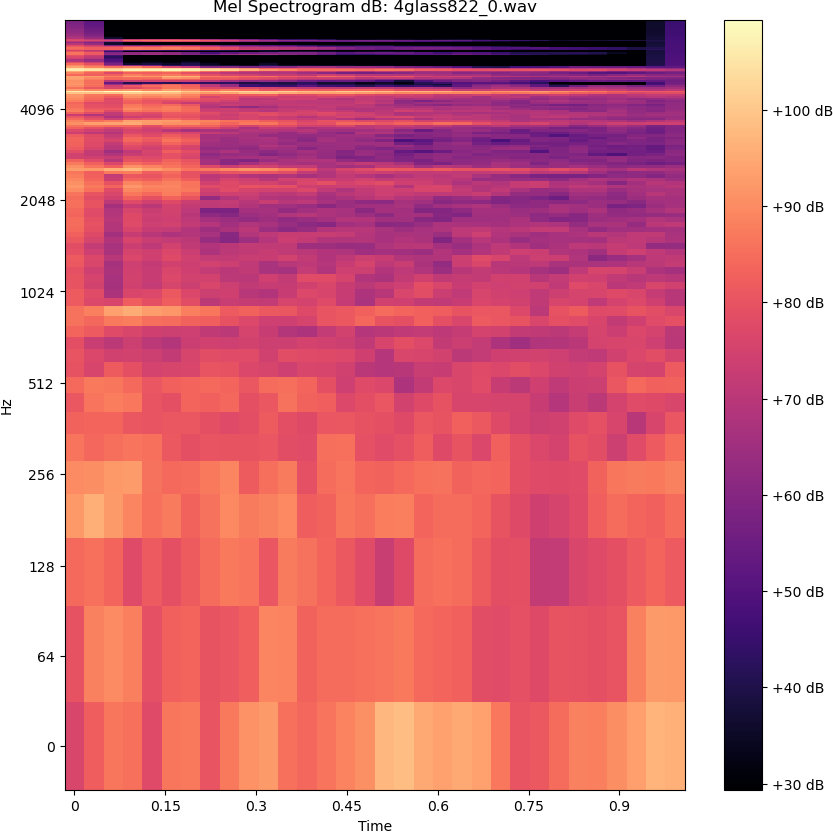 Mel Spectrogram dB: 4glass822_0.wav
4096
2048
1024
512
256
128
64
0
Hz
0
0.15
0.3
0.45
0.6
0.75
0.9
Time
+100 dB
+90 dB
+80 dB
+70 dB
+60 dB
+50 dB
+40 dB
+30 dB